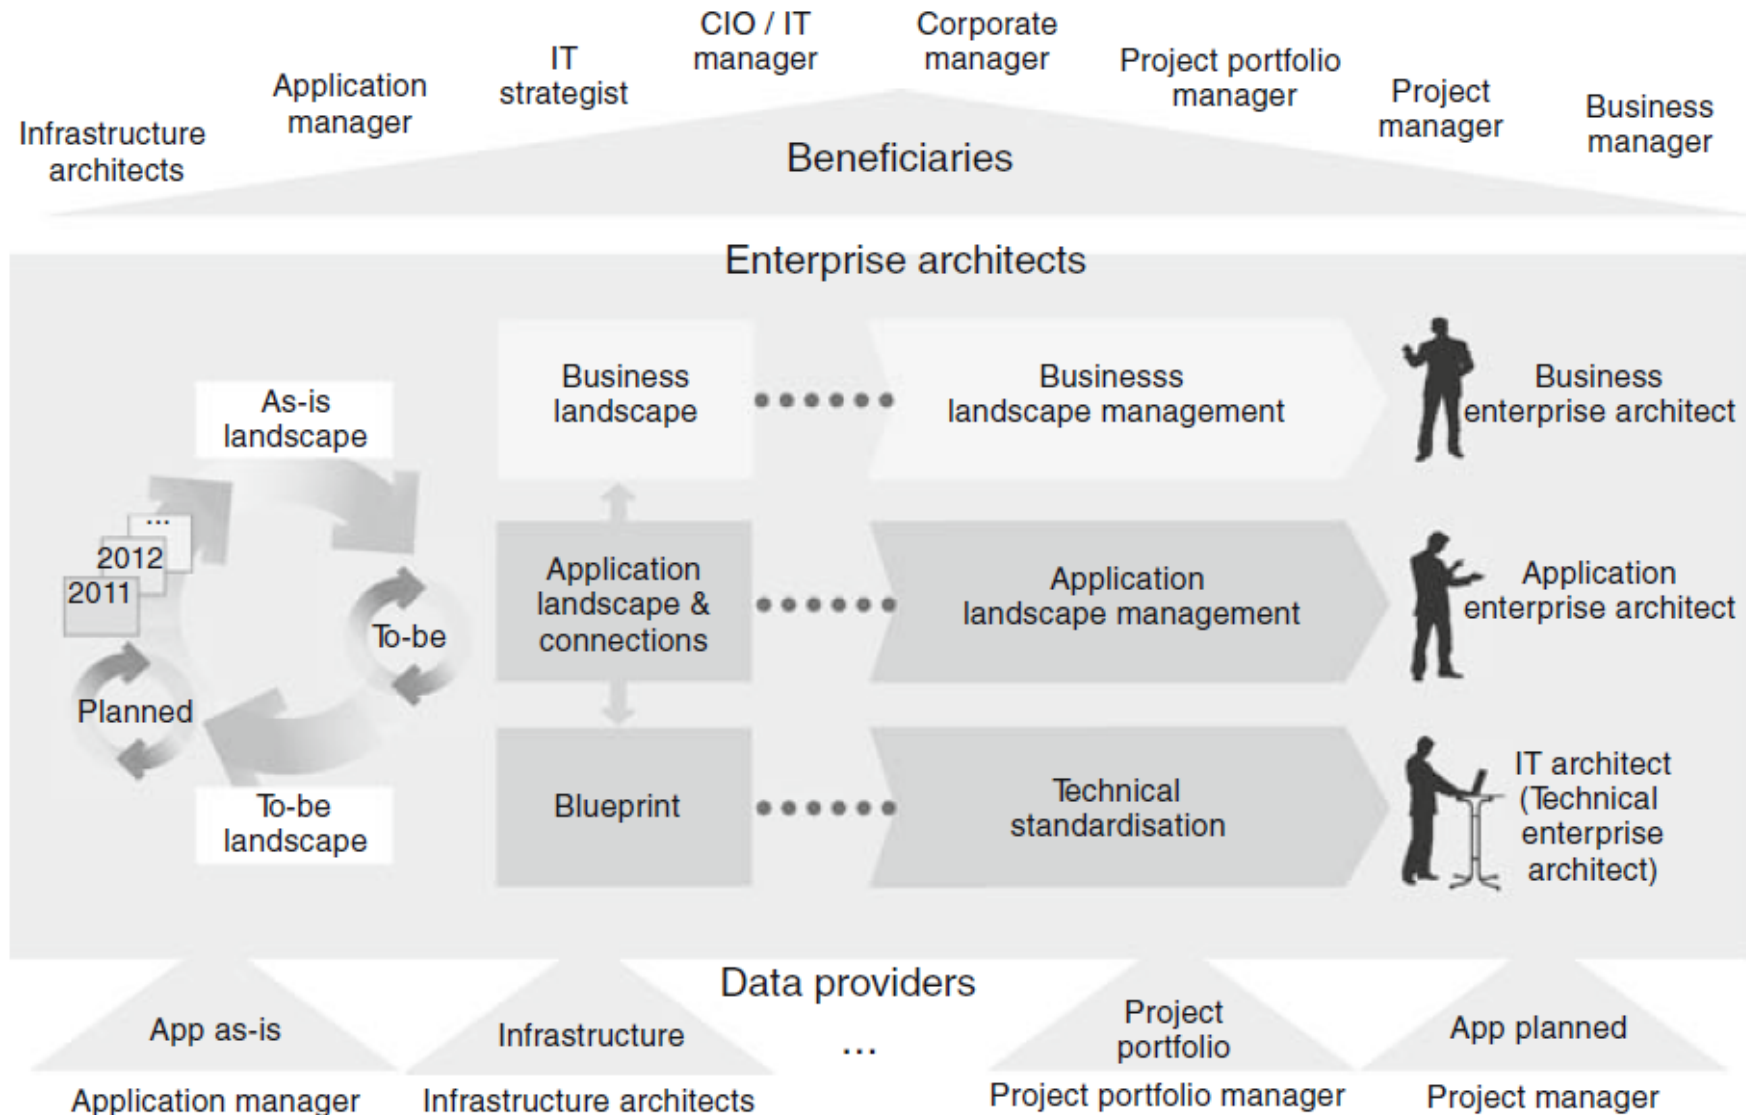 CIO / IT
manager
Corporate
manager
IT
strategist
Project portfolio
manager
Application
manager
Project
manager
Business
manager
Infrastructure
architects
Beneficiaries
Enterprise architects
As-is
landscape
...
2012
2011
To-be
Planned
To-be
landscape
Business
landscape
Businesss
landscape management
Business
enterprise architect
Application
landscape &
connections
Application
landscape management
Application
enterprise architect
Blueprint
Technical
standardisation
IT architect
(Technical
enterprise
architect)
Data providers
App as-is
Infrastructure
...
Project
portfolio
App planned
Application manager
Infrastructure architects
Project portfolio manager
Project manager